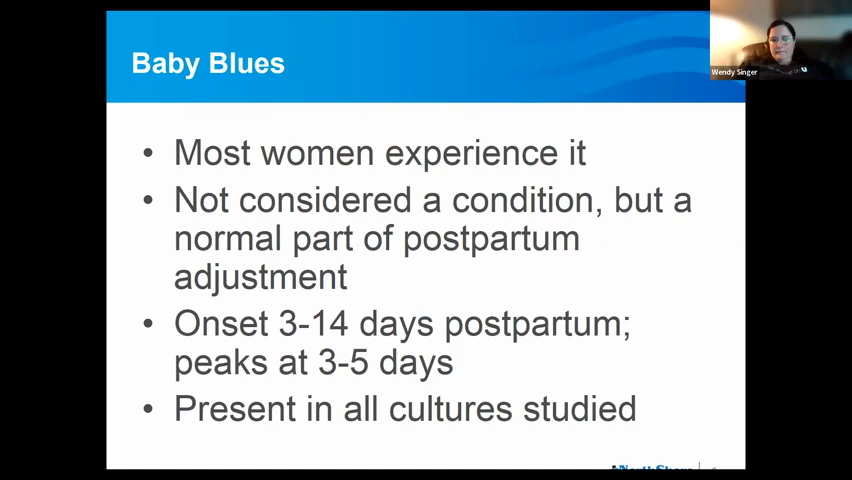 Baby Blues
Wendy Singer
• Most women experience it
• Not considered a condition, but a
normal part of postpartum
adjustment
• Onset 3-14 days postpartum;
peaks at 3-5 days
• Present in all cultures studied